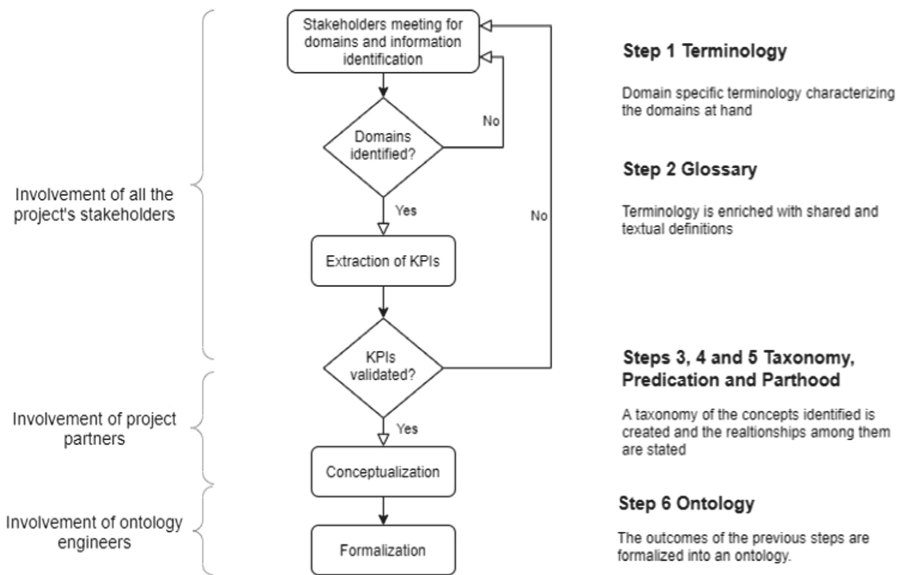 Stakeholders meeting for
domains and information
identification
No
Domains
identified?
Yes
No
Extraction of KPIs
KPIs
validated?
Yes
Conceptualization
Formalization
Involvement of all the
project's stakeholders
Involvement of project
partners
Involvement of ontology
engineers
Step 1 Terminology
Domain specific terminology characterizing
the domains at hand
Step 2 Glossary
Terminology is enriched with shared and
textual definitions
Steps 3, 4 and 5 Taxonomy,
Predication and Parthood
A taxonomy of the concepts identified is
created and the realtionships among them
are stated
Step 6 Ontology
The outcomes of the previous steps are
formalized into an ontology.